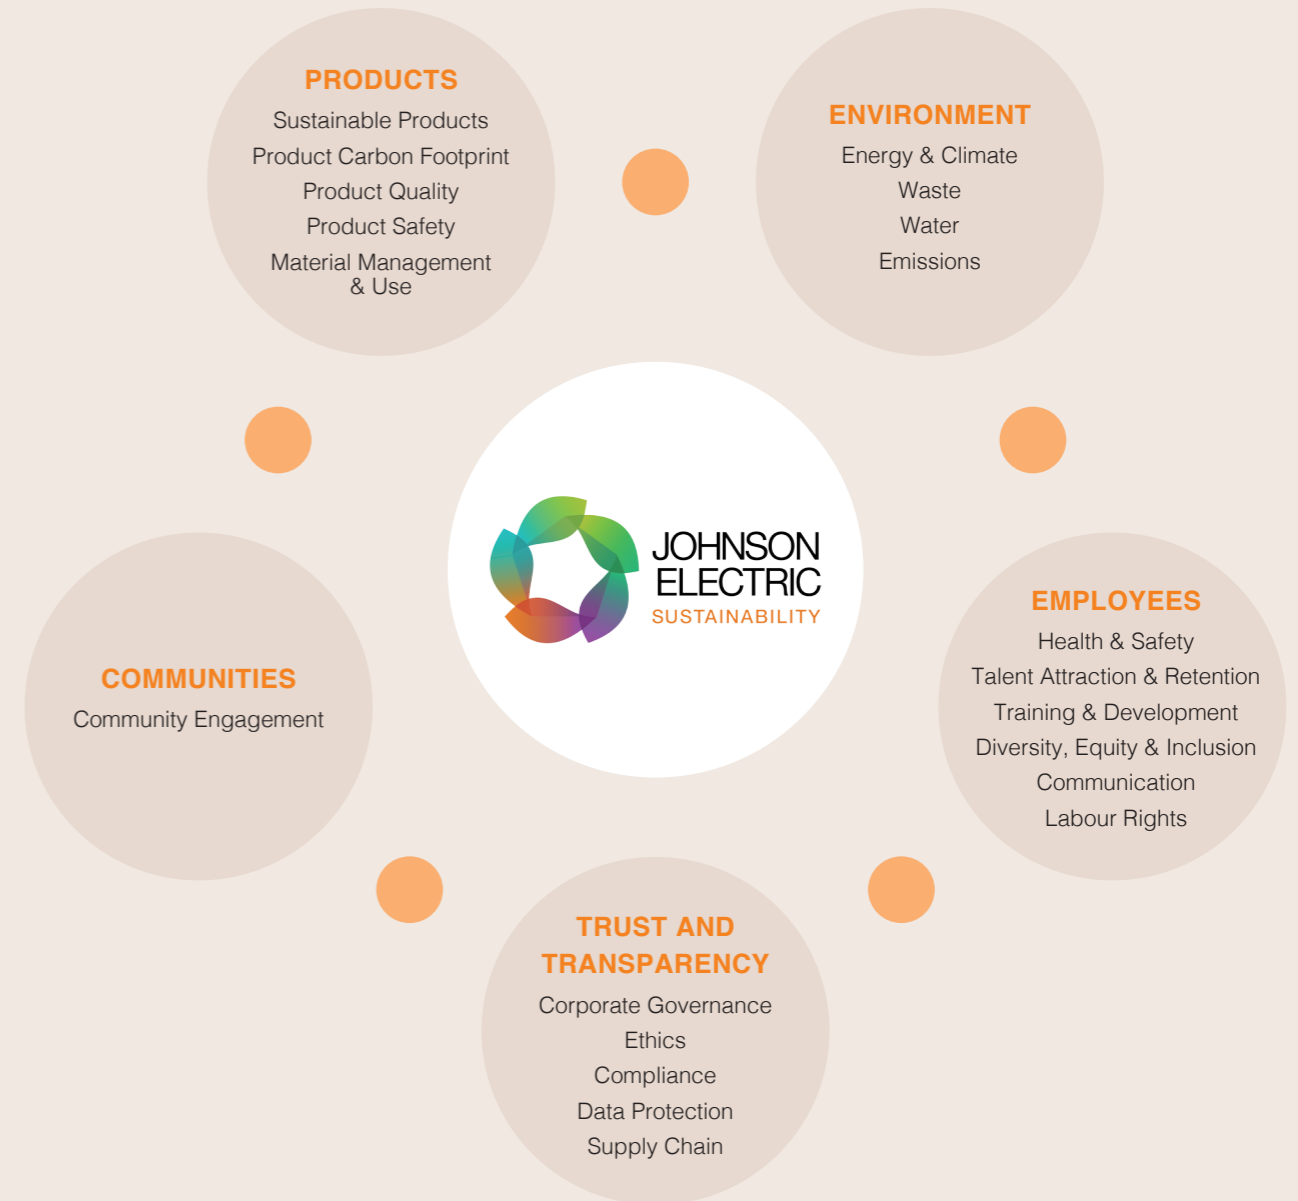 PRODUCTS
Sustainable Products
Product Carbon Footprint
Product Quality
Product Safety
Material Management
& Use
ENVIRONMENT
Energy & Climate
Waste
Water
Emissions
JOHNSON
ELECTRIC
SUSTAINABILITY
COMMUNITIES
Community Engagement
EMPLOYEES
Health & Safety
Talent Attraction & Retention
Training & Development
Diversity, Equity & Inclusion
Communication
Labour Rights
TRUST AND
TRANSPARENCY
Corporate Governance
Ethics
Compliance
Data Protection
Supply Chain